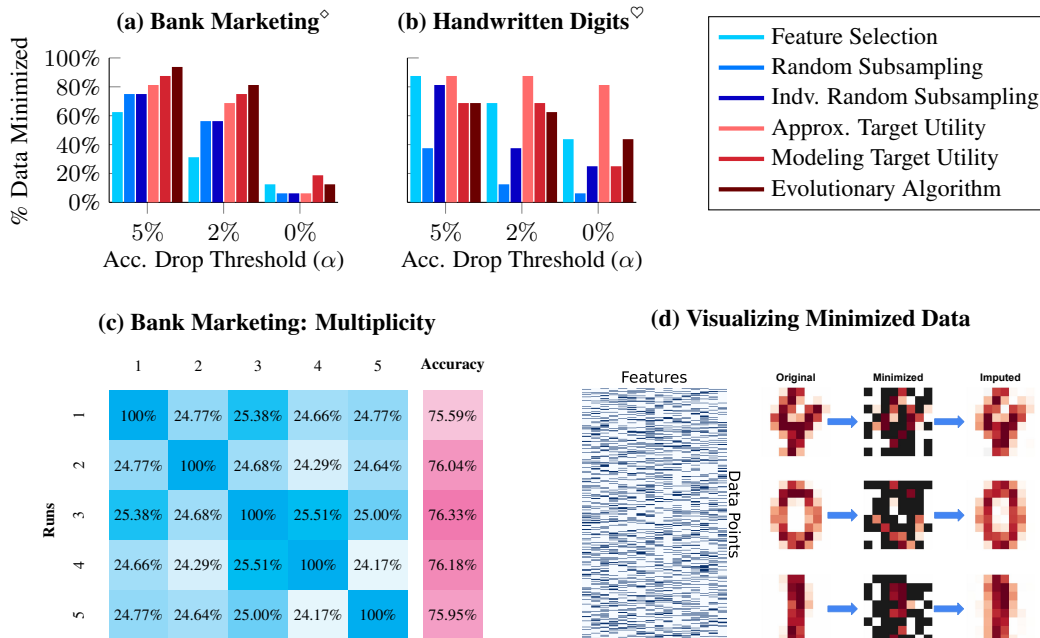 (a) Bank Marketing◇
(b) Handwritten Digits♡
% Data Minimized
100%
80%
60%
40%
20%
0%
5%
2%
0%
Acc. Drop Threshold (α)
5%
2%
0%
Acc. Drop Threshold (α)
Feature Selection
Random Subsampling
Indv. Random Subsampling
Approx. Target Utility
Modeling Target Utility
Evolutionary Algorithm
(c) Bank Marketing: Multiplicity
1 2 3 4 5 Accuracy
Runs
1 100% 24.77% 25.38% 24.66% 24.77% 75.59%
2 24.77% 100% 24.68% 24.29% 24.64% 76.04%
3 25.38% 24.68% 100% 25.51% 25.00% 76.33%
4 24.66% 24.29% 25.51% 100% 24.17% 76.18%
5 24.77% 24.64% 25.00% 24.17% 100% 75.95%
(d) Visualizing Minimized Data
Features
Data Points
Original Minimized Imputed